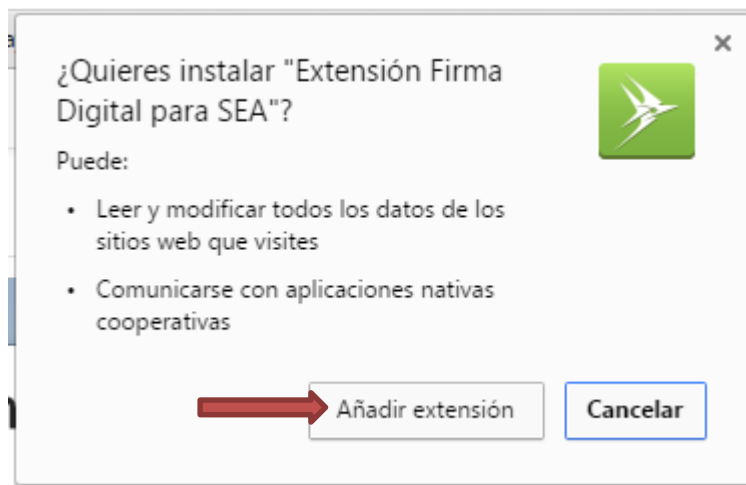 ¿Quieres instalar "Extensión Firma
Digital para SEA"?
Puede:
• Leer y modificar todos los datos de los
sitios web que visites
• Comunicarse con aplicaciones nativas
cooperativas
Añadir extensión
Cancelar